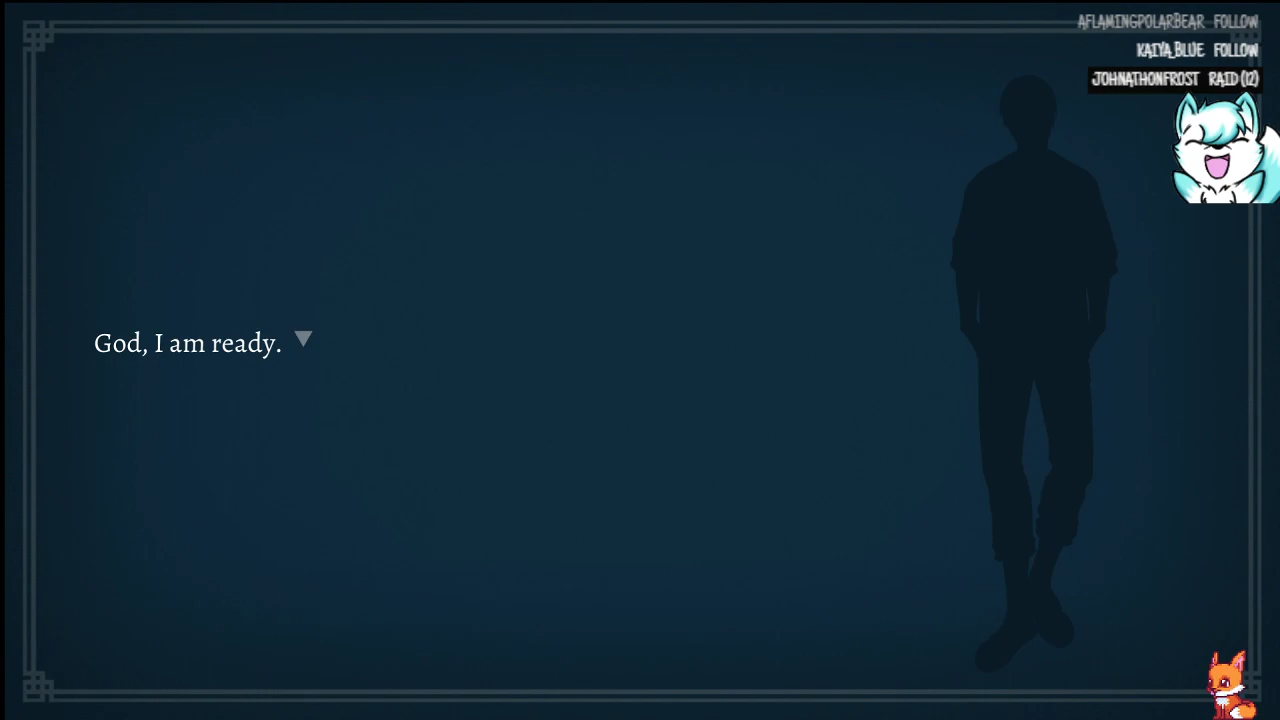 AFLAMINGPOLARBEAR FOLLOW
KAIYA_BLUE FOLLOW
JOHNATHONFROST RAID (12)
God, I am ready.